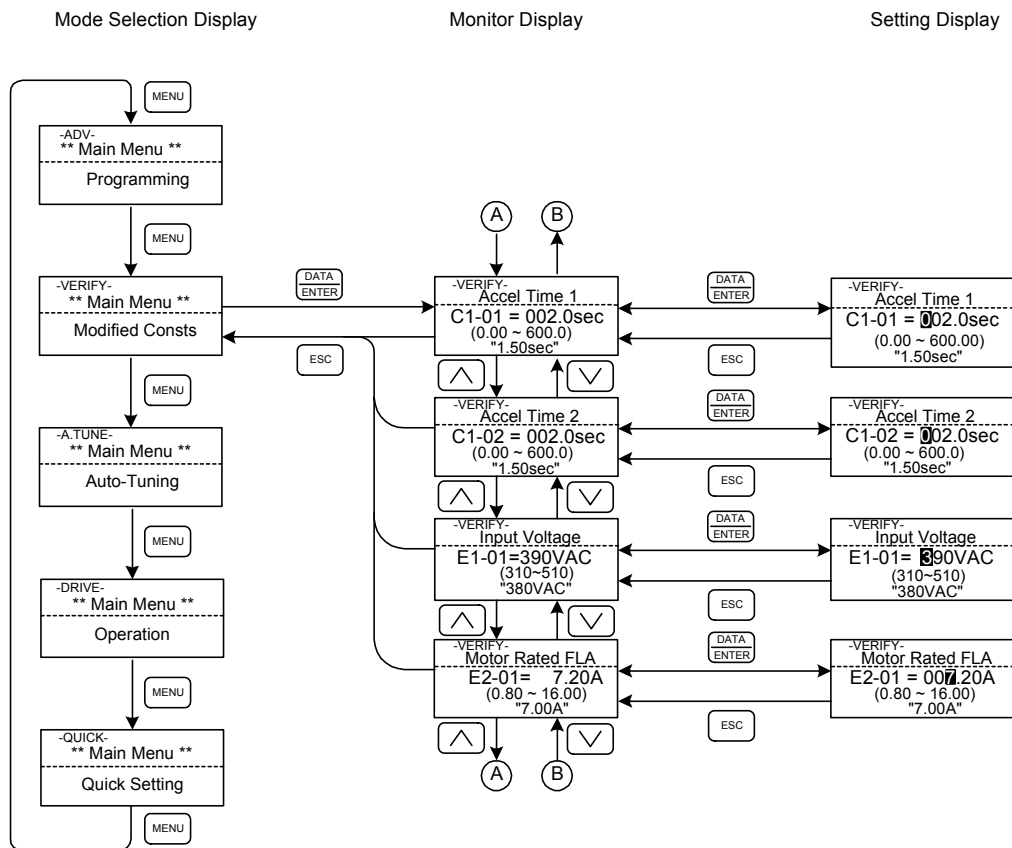 Mode Selection Display
Monitor Display
Setting Display
MENU
-ADV-
** Main Menu **
Programming
MENU
-VERIFY-
** Main Menu **
Modified Consts
MENU
-A.TUNE-
** Main Menu **
Auto-Tuning
MENU
-DRIVE-
** Main Menu **
Operation
MENU
-QUICK-
** Main Menu **
Quick Setting
MENU
DATA
ENTER
ESC
A
B
-VERIFY-
Accel Time 1
C1-01 = 002.0sec
(0.00 ~ 600.0)
"1.50sec"
-VERIFY-
Accel Time 2
C1-02 = 002.0sec
(0.00 ~ 600.0)
"1.50sec"
-VERIFY-
Input Voltage
E1-01=390VAC
(310~510)
"380VAC"
-VERIFY-
Motor Rated FLA
E2-01= 7.20A
(0.80 ~ 16.00)
"7.00A"
A
B
DATA
ENTER
ESC
DATA
ENTER
ESC
DATA
ENTER
ESC
DATA
ENTER
ESC
-VERIFY-
Accel Time 1
C1-01 = 002.0sec
(0.00 ~ 600.00)
"1.50sec"
-VERIFY-
Accel Time 2
C1-02 = 002.0sec
(0.00 ~ 600.0)
"1.50sec"
-VERIFY-
Input Voltage
E1-01= 390VAC
(310~510)
"380VAC"
-VERIFY-
Motor Rated FLA
E2-01 = 007.20A
(0.80 ~ 16.00)
"7.00A"